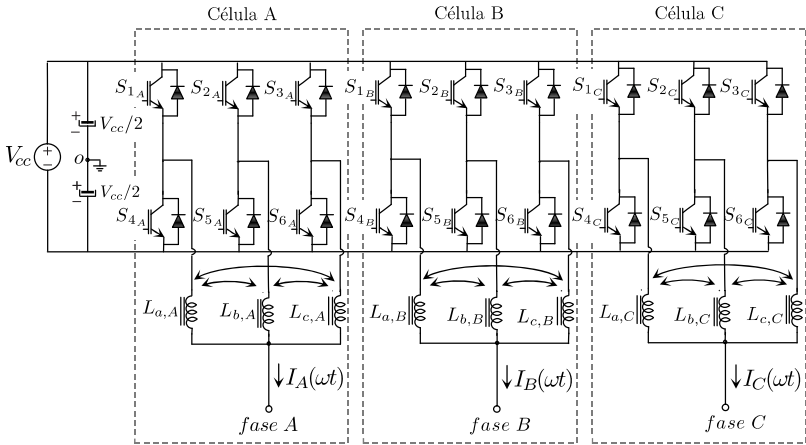 Célula A Célula B Célula C
S1A S2A S3A S1B S2B S3B S1C S2C S3C
+ Vcc/2
−
Vcc + − o
+ Vcc/2
−
S4A S5A S6A S4B S5B S6B S4C S5C S6C
La,A Lb,A Lc,A La,B Lb,B Lc,B La,C Lb,C Lc,C
IA(ωt) IB(ωt) IC(ωt)
fase A fase B fase C